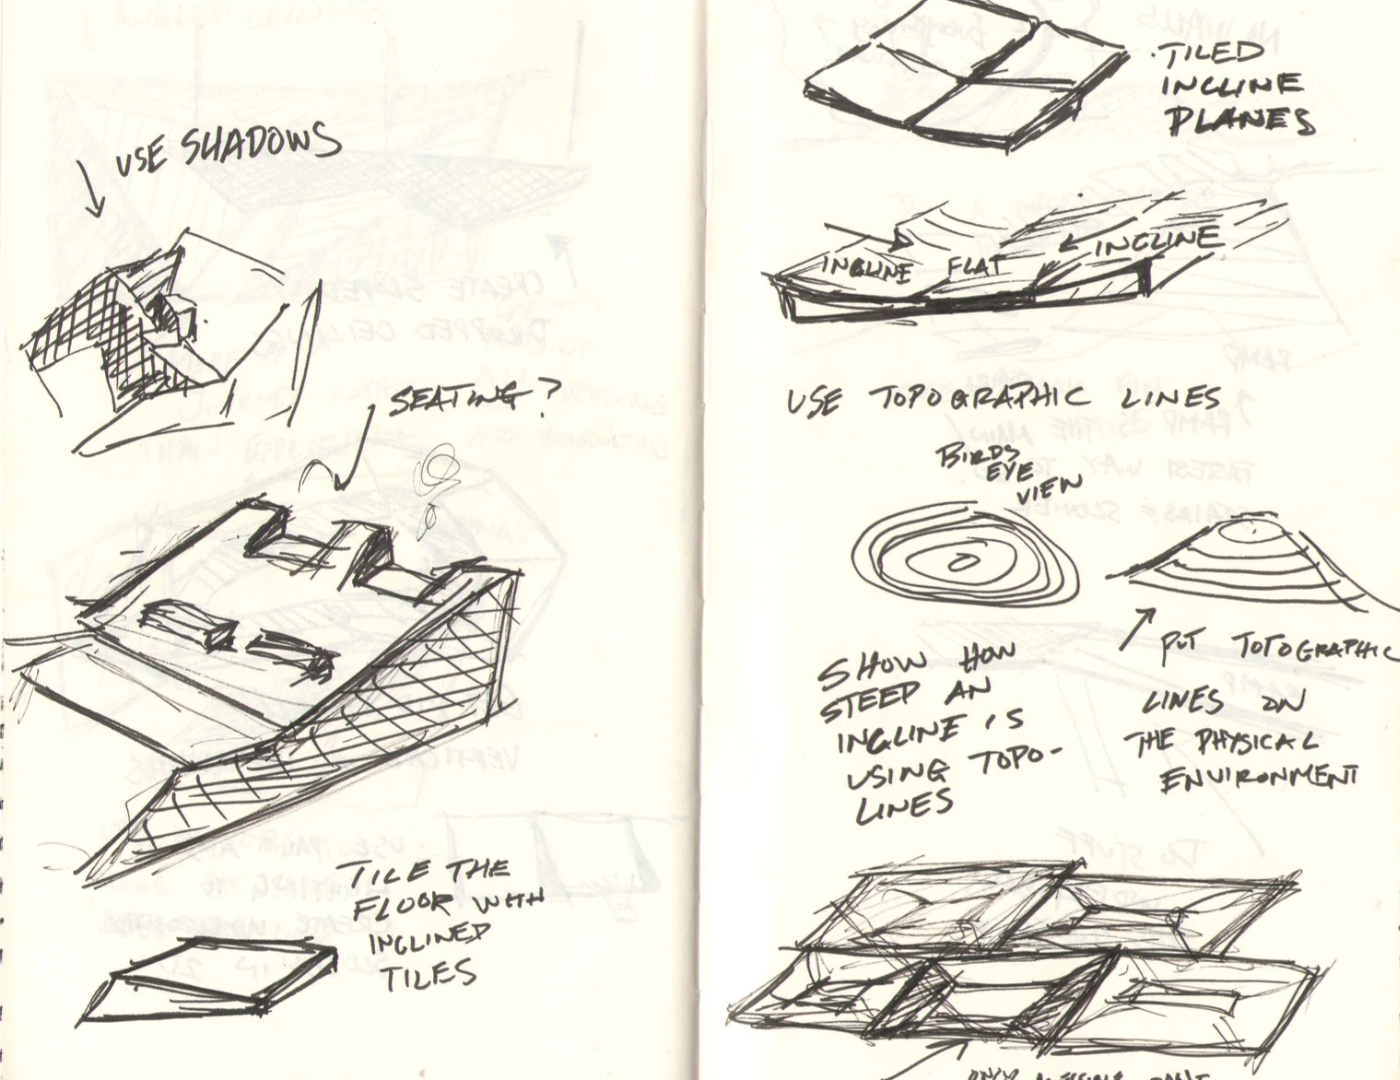 USE SHADOWS
SEATING?
TILE THE
FLOOR WITH
INCLINED
TILES
· TILED
INCLINE
PLANES
INCLINE FLAT INCLINE
USE TOPOGRAPHIC LINES
BIRDS
EYE
VIEW
SHOW HOW
STEEP AN
INCLINE IS
USING TOPO-
LINES
PUT TOPOGRAPHIC
LINES ON
THE PHYSICAL
ENVIRONMENT
ONLY